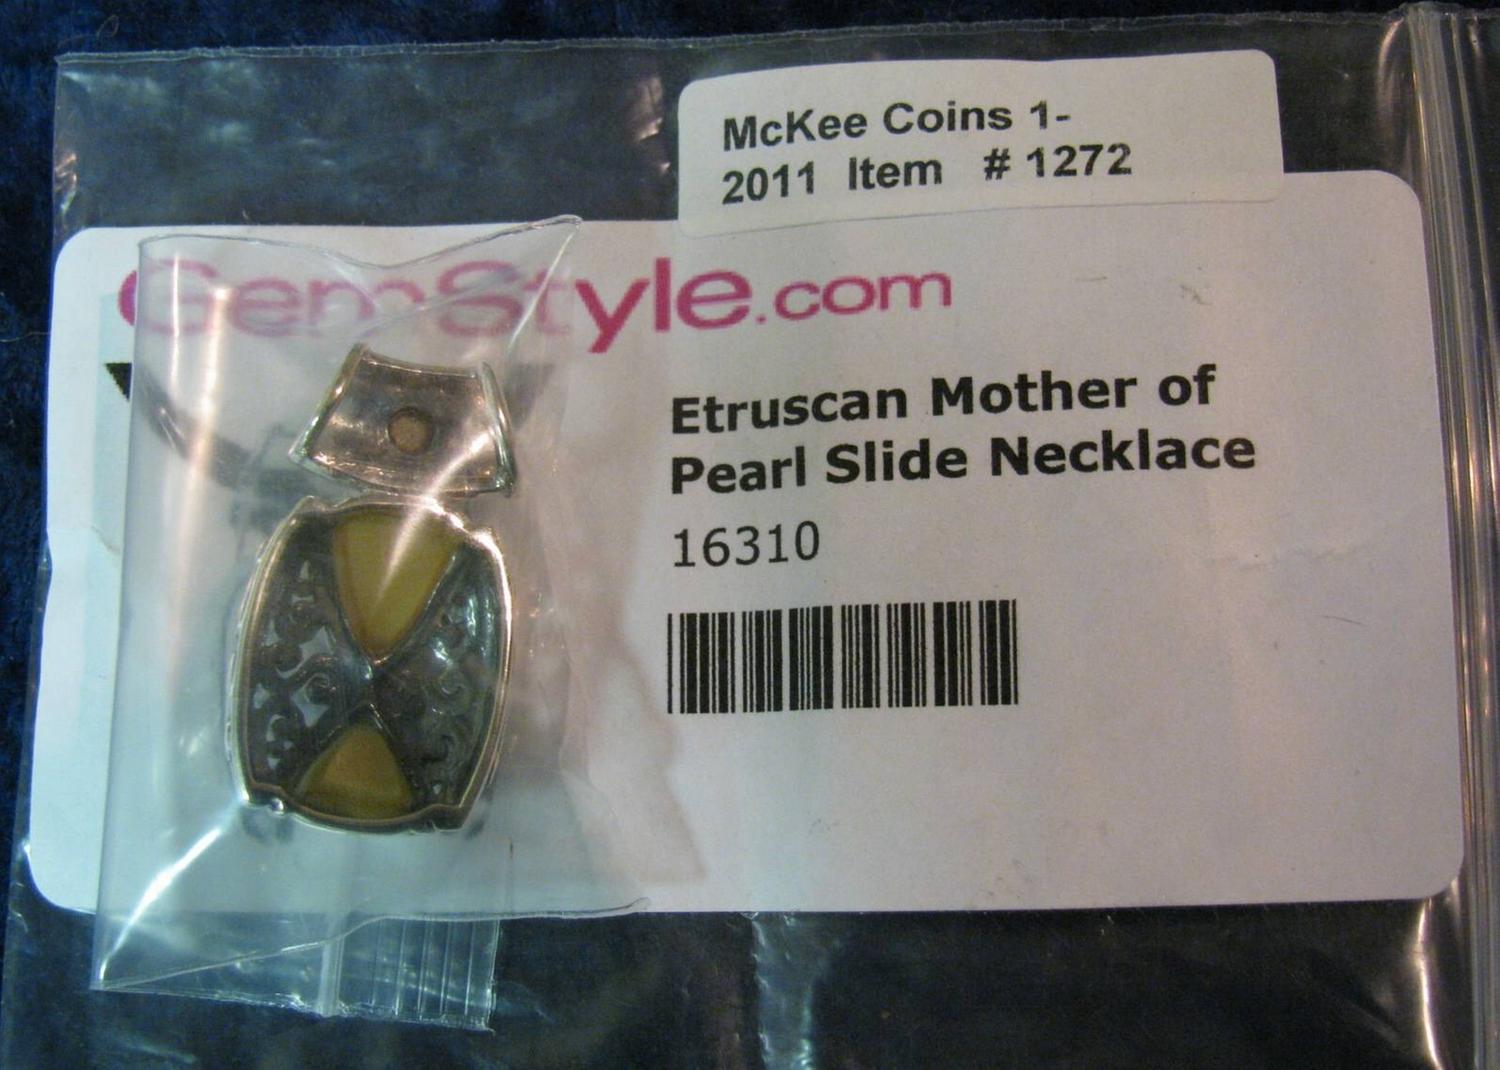 McKee Coins 1-
2011 Item # 1272
GemStyle.com
Etruscan Mother of
Pearl Slide Necklace
16310